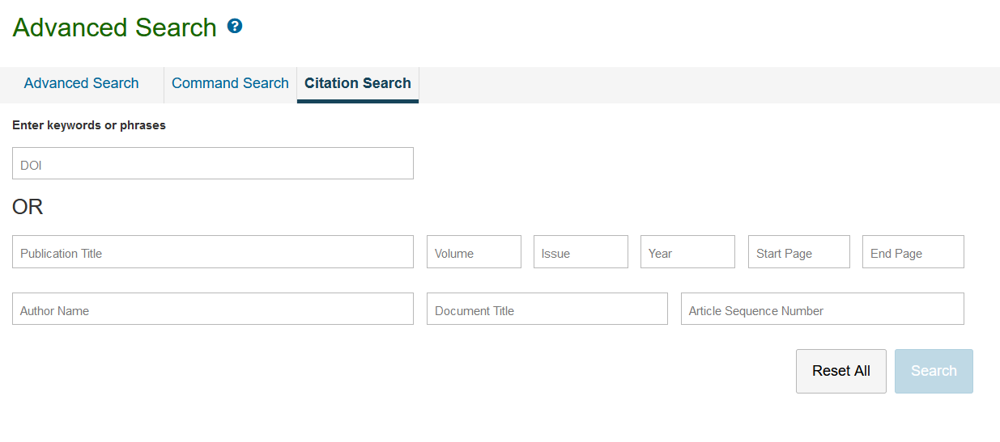 Advanced Search ?
Advanced Search Command Search Citation Search
Enter keywords or phrases
DOI
OR
Publication Title Volume Issue Year Start Page End Page
Author Name Document Title Article Sequence Number
Reset All Search